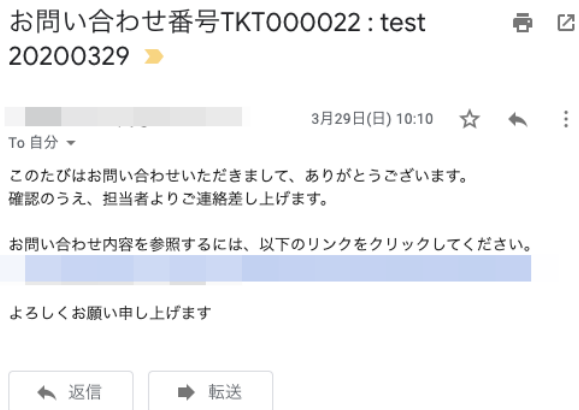 お問い合わせ番号TKT000022 : test
20200329
3月29日(日) 10:10
To 自分
このたびはお問い合わせいただきまして、ありがとうございます。
確認のうえ、担当者よりご連絡差し上げます。
お問い合わせ内容を参照するには、以下のリンクをクリックしてください。
よろしくお願い申し上げます
返信
転送